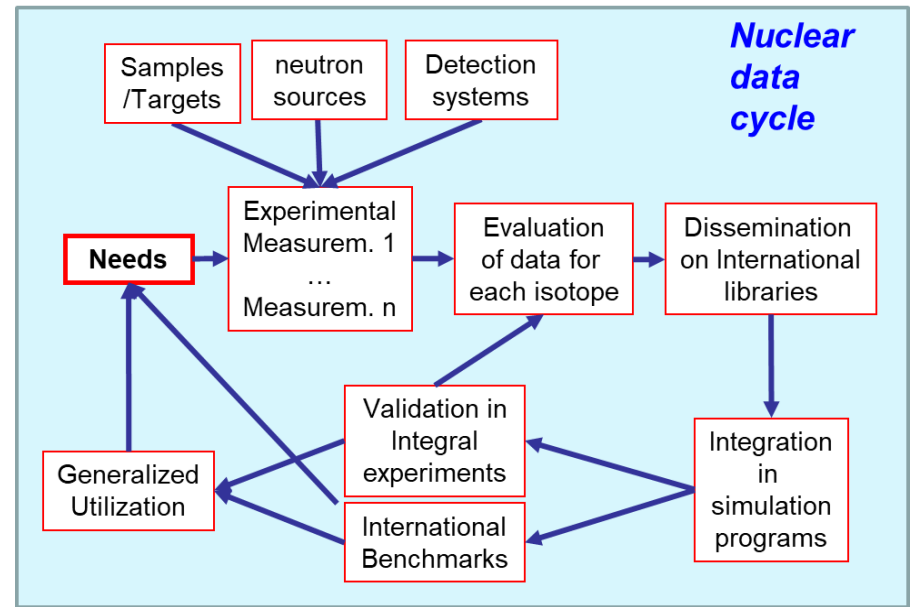 Nuclear
data
cycle
Samples
/Targets
neutron
sources
Detection
systems
Needs
Experimental
Measurem. 1
...
Measurem. n
Evaluation
of data for
each isotope
Dissemination
on International
libraries
Generalized
Utilization
Validation in
Integral
experiments
International
Benchmarks
Integration
in
simulation
programs